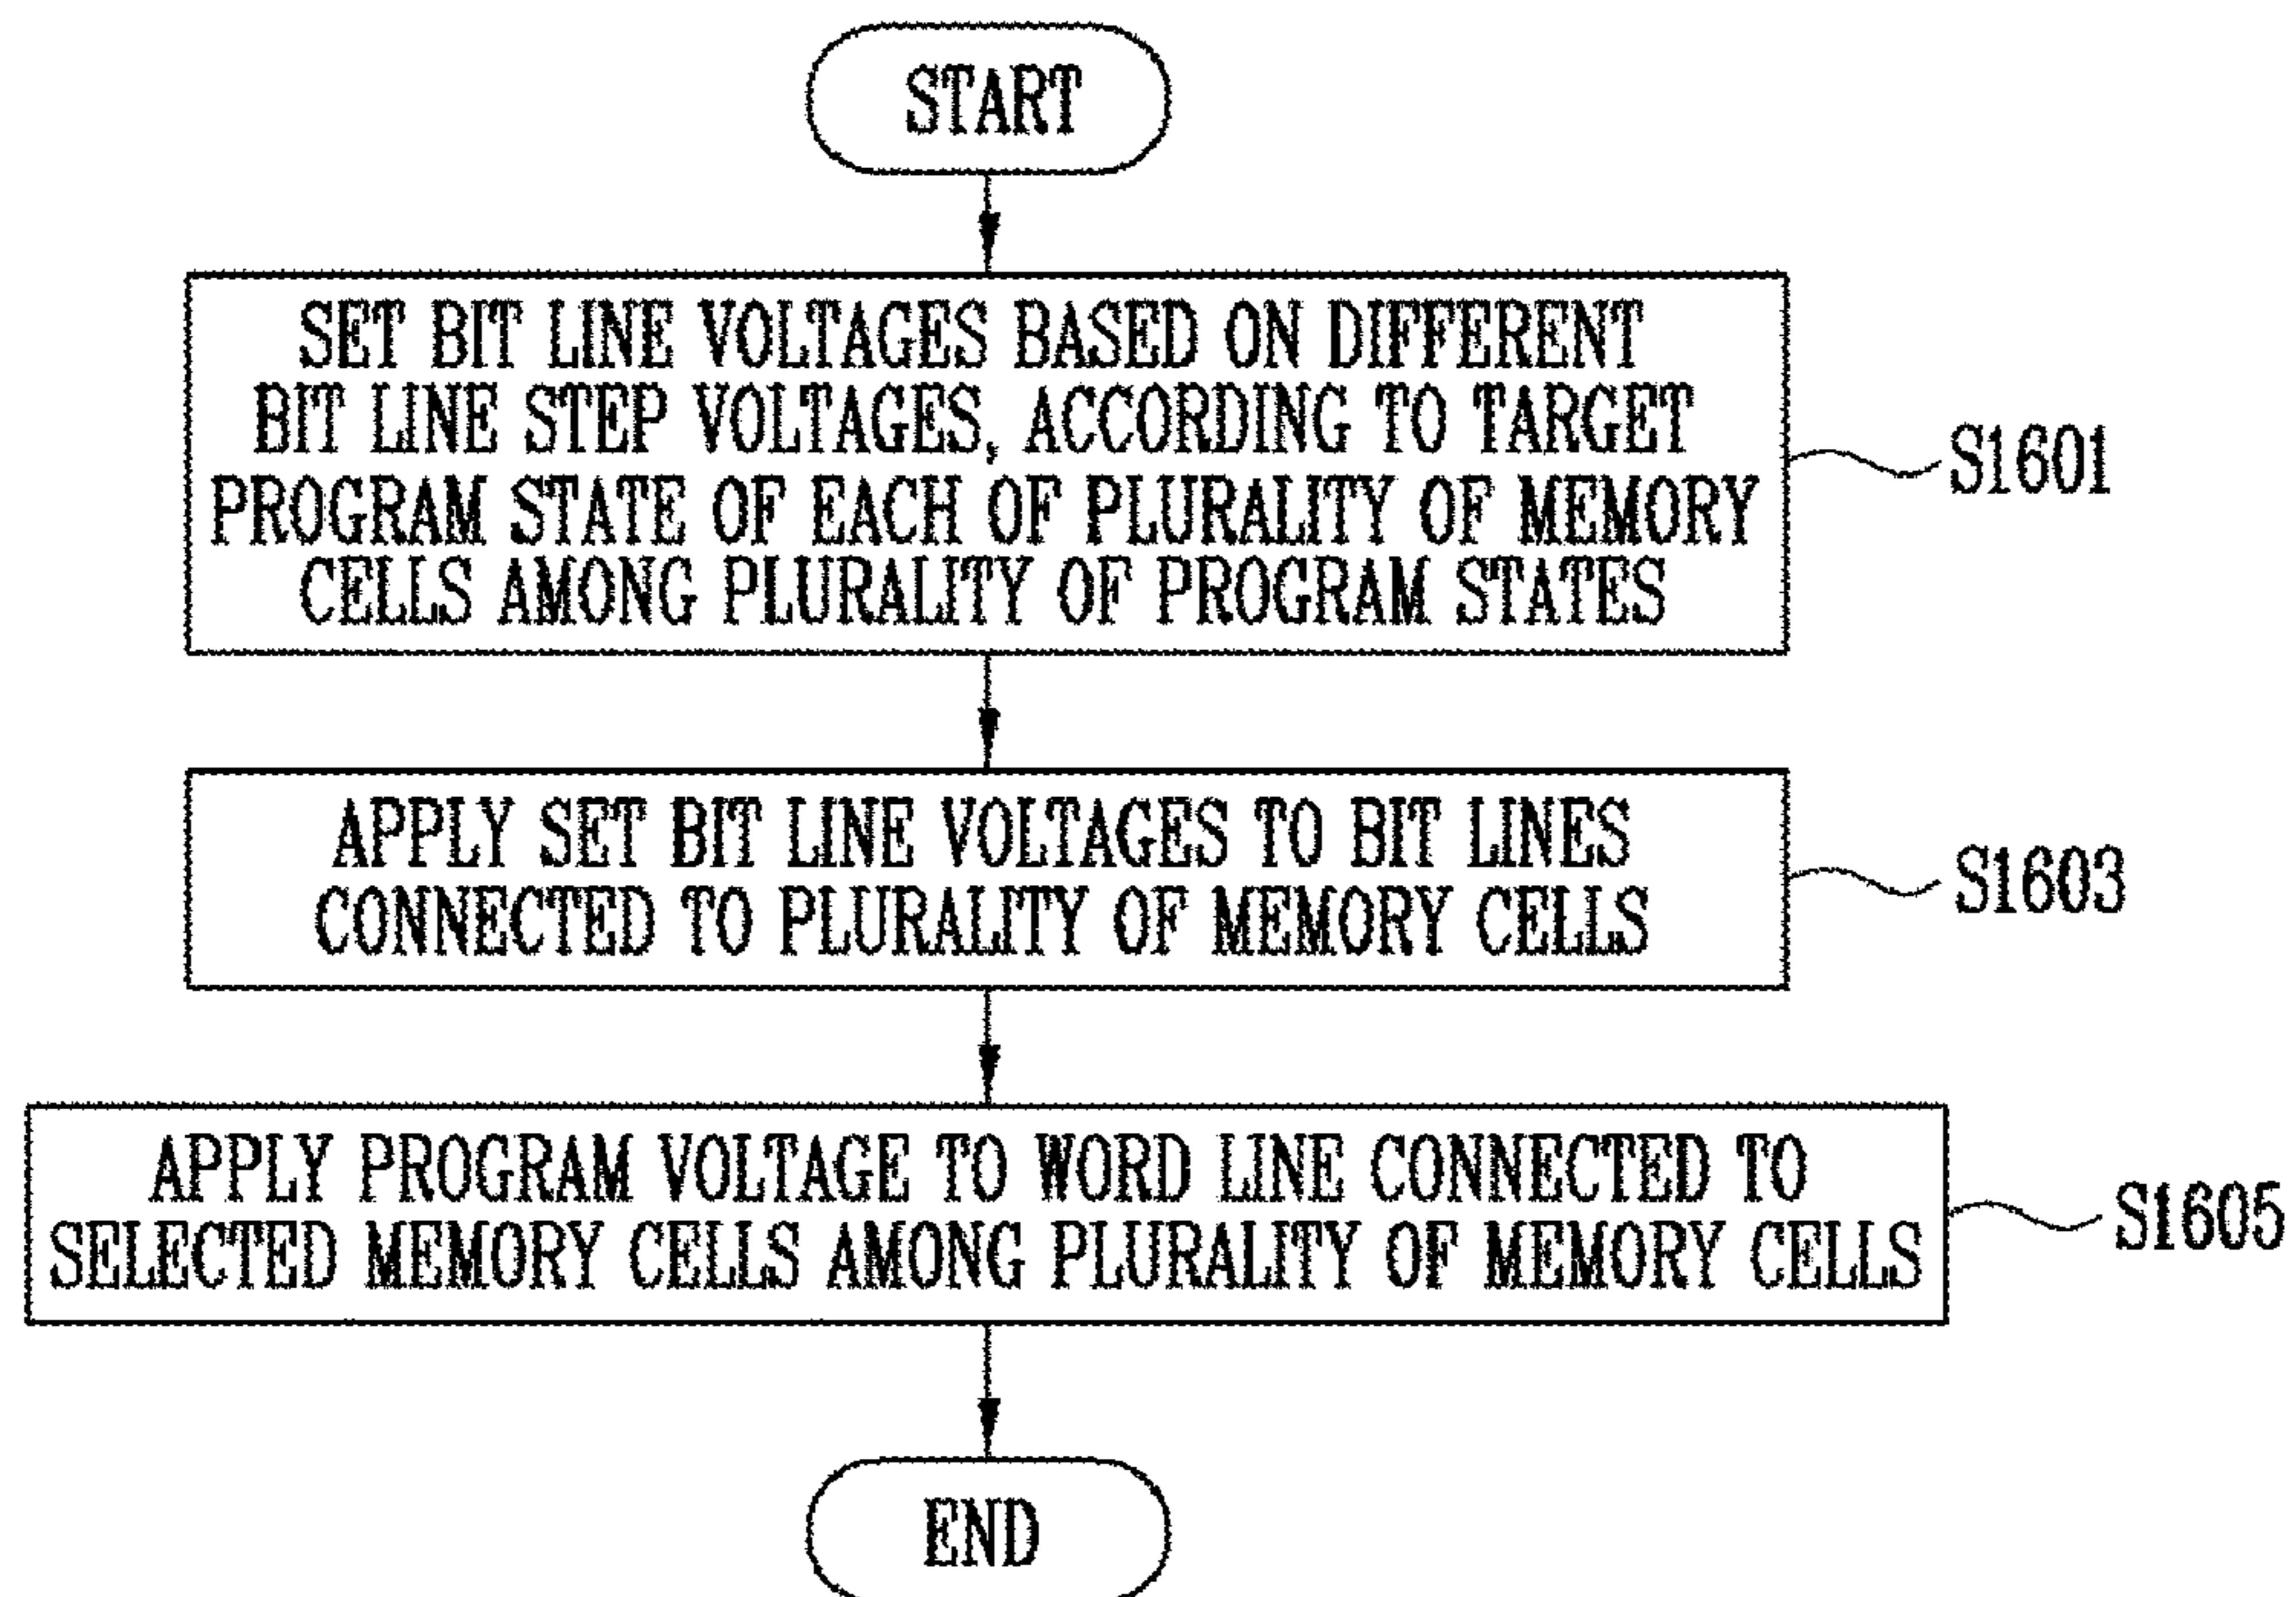 START
SET BIT LINE VOLTAGES BASED ON DIFFERENT
BIT LINE STEP VOLTAGES, ACCORDING TO TARGET
PROGRAM STATE OF EACH OF PLURALITY OF MEMORY
CELLS AMONG PLURALITY OF PROGRAM STATES
S1601
APPLY SET BIT LINE VOLTAGES TO BIT LINES
CONNECTED TO PLURALITY OF MEMORY CELLS
S1603
APPLY PROGRAM VOLTAGE TO WORD LINE CONNECTED TO
SELECTED MEMORY CELLS AMONG PLURALITY OF MEMORY CELLS
S1605
END